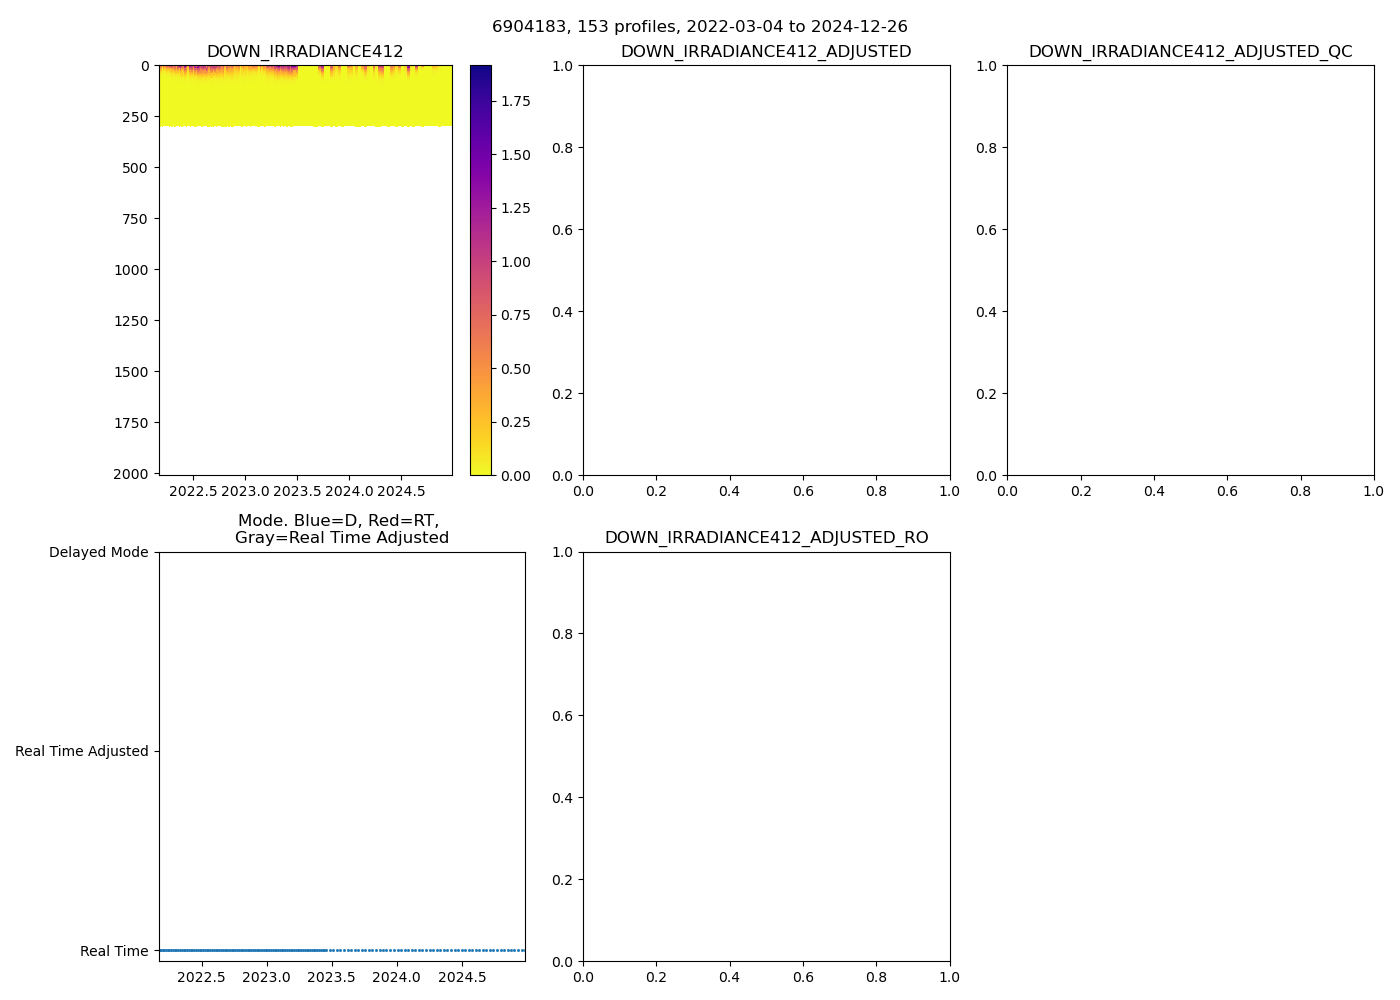 6904183, 153 profiles, 2022-03-04 to 2024-12-26
DOWN_IRRADIANCE412
0
250
500
750
1000
1250
1500
1750
2000
2022.5 2023.0 2023.5 2024.0 2024.5
1.75
1.50
1.25
1.00
0.75
0.50
0.25
0.00
DOWN_IRRADIANCE412_ADJUSTED
1.0
0.8
0.6
0.4
0.2
0.0
0.0 0.2 0.4 0.6 0.8 1.0
DOWN_IRRADIANCE412_ADJUSTED_QC
1.0
0.8
0.6
0.4
0.2
0.0
0.0 0.2 0.4 0.6 0.8 1.0
Mode. Blue=D, Red=RT,
Gray=Real Time Adjusted
Delayed Mode
Real Time Adjusted
Real Time
2022.5 2023.0 2023.5 2024.0 2024.5
DOWN_IRRADIANCE412_ADJUSTED_RO
1.0
0.8
0.6
0.4
0.2
0.0
0.0 0.2 0.4 0.6 0.8 1.0